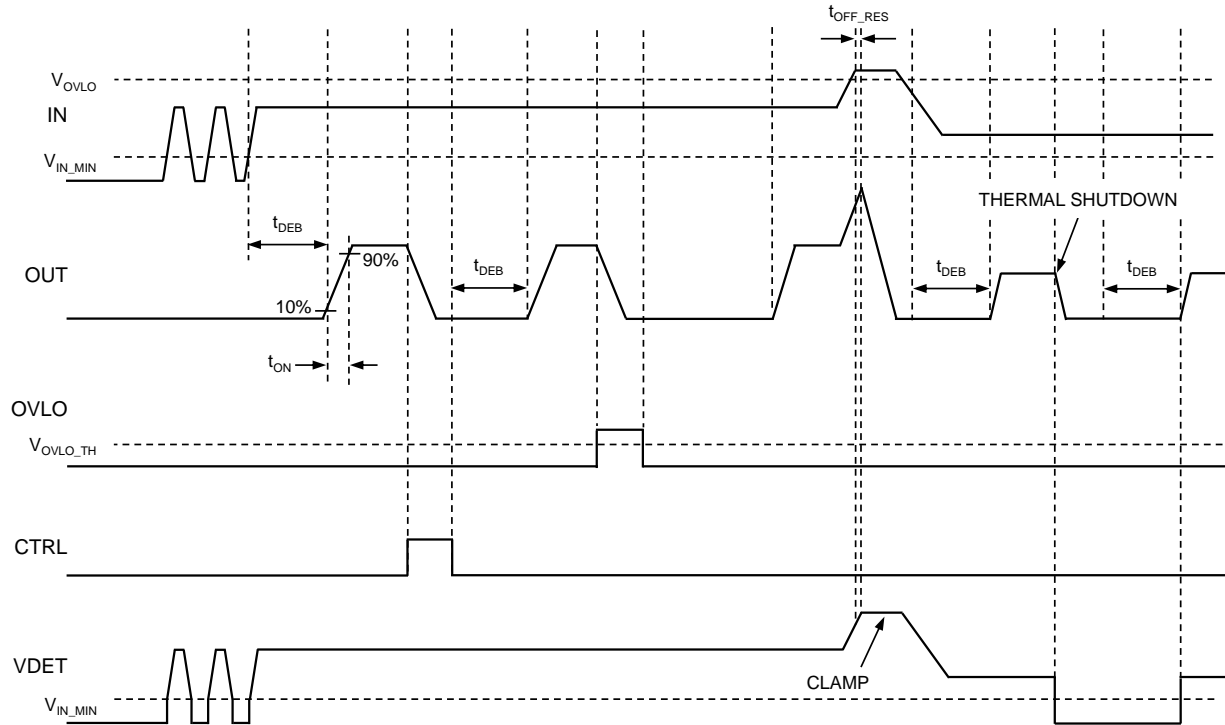 tOFF_RES
VOVLO
IN
VIN_MIN
THERMAL SHUTDOWN
tDEB
90%
OUT
tDEB
tDEB
tDEB
10%
tON
OVLO
VOVLO_TH
CTRL
VDET
CLAMP
VIN_MIN